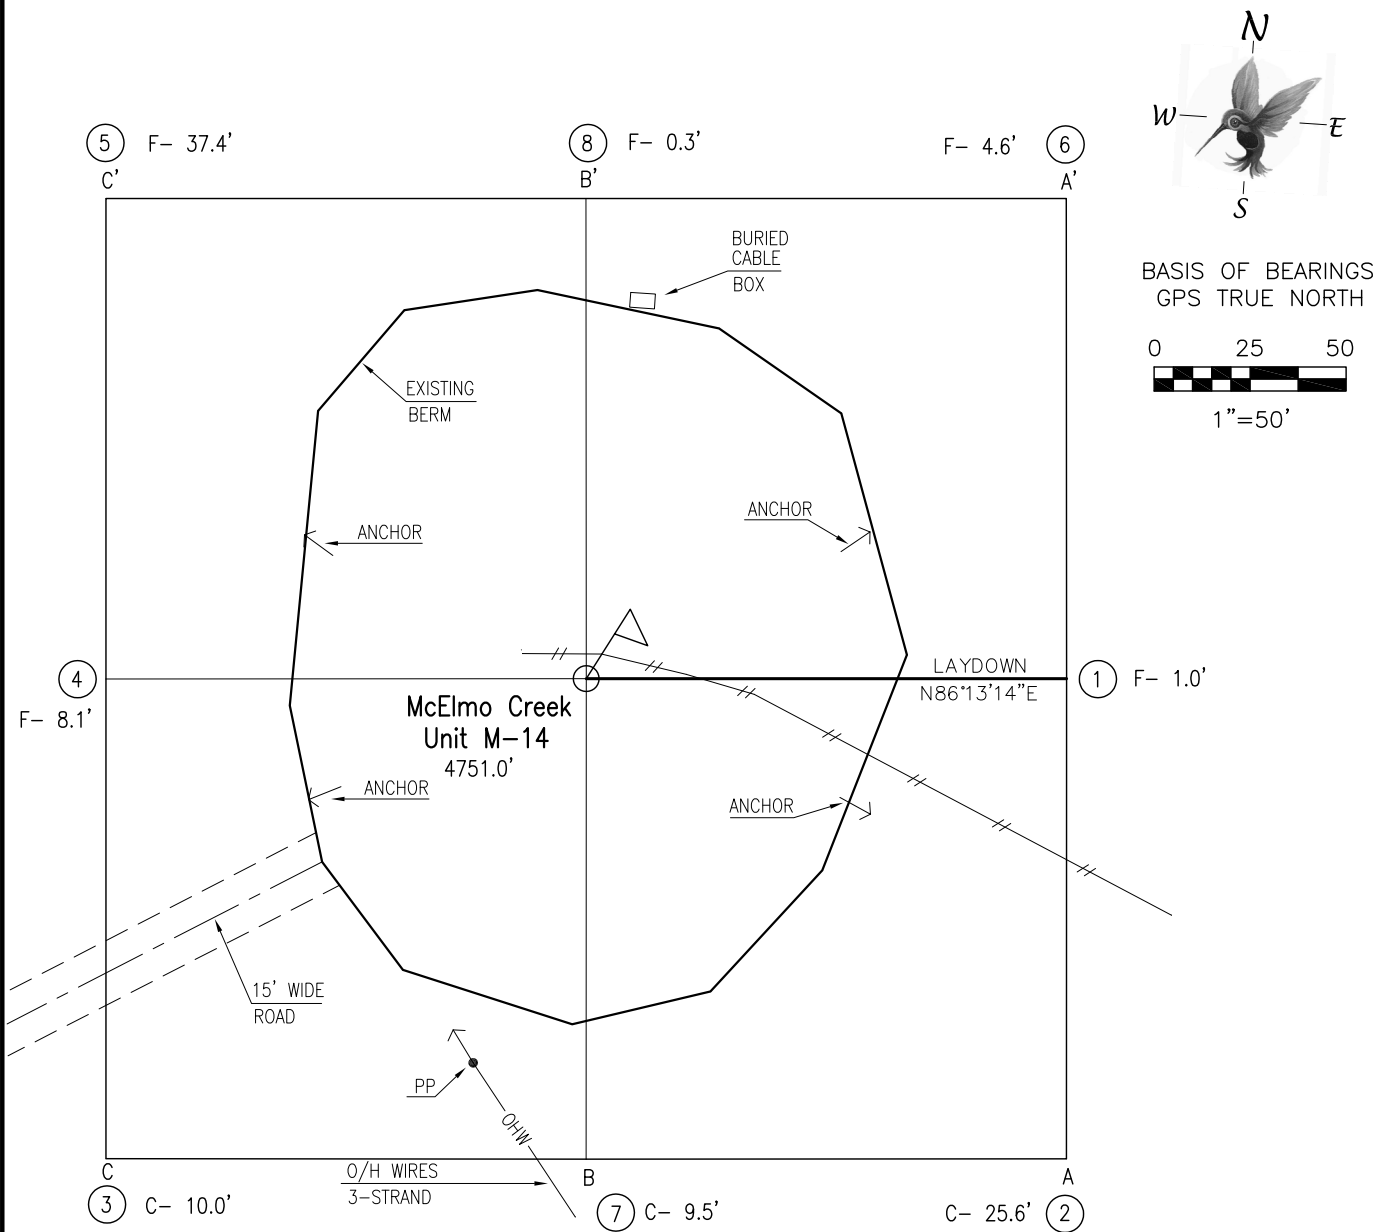 N
W
E
S
5 F- 37.4'
C'
8 F- 0.3'
B'
F- 4.6' 6
A'
BURIED
CABLE
BOX
BASIS OF BEARINGS
GPS TRUE NORTH
0 25 50
1"=50'
EXISTING
BERM
ANCHOR
ANCHOR
LAYDOWN
N86°13'14"E
1 F- 1.0'
4
F- 8.1'
McElmo Creek
Unit M-14
4751.0'
ANCHOR
ANCHOR
15' WIDE
ROAD
PP
OHW
O/H WIRES
3-STRAND
C
3 C- 10.0'
B
7 C- 9.5'
A
C- 25.6' 2